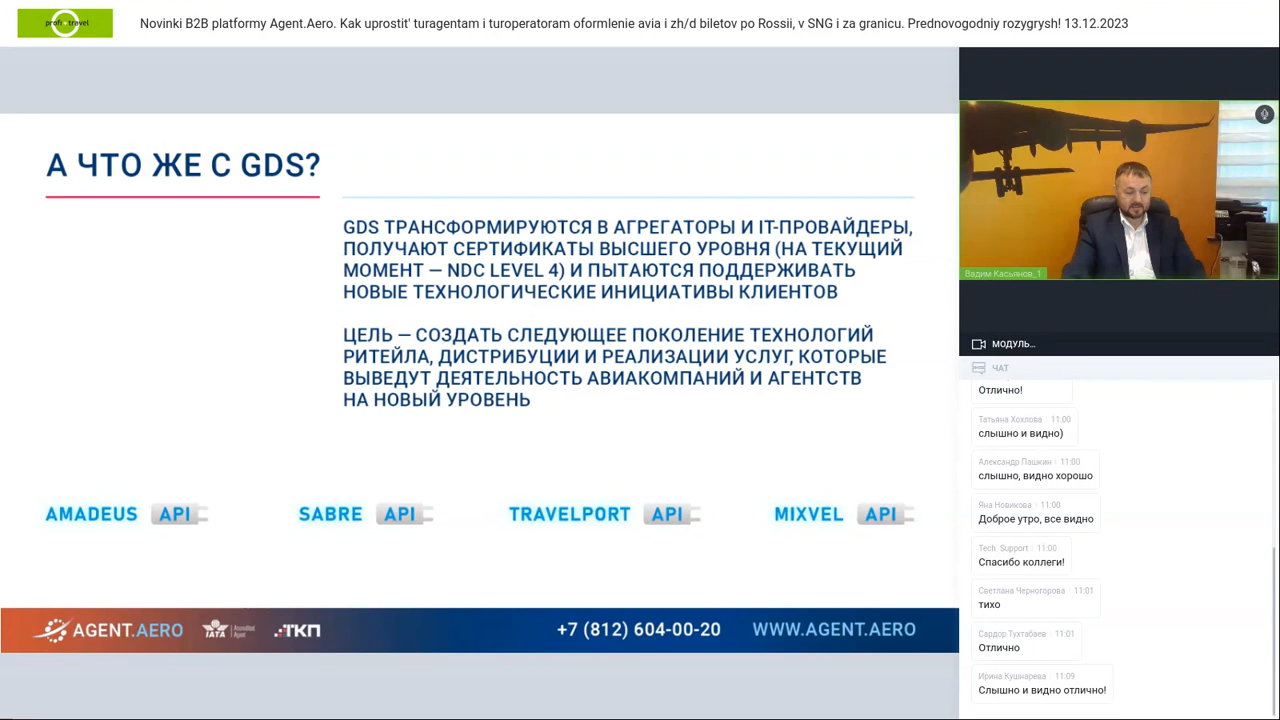 profi travel
Novinki B2B platformy Agent.Aero. Kak uprostit' turagentam i turoperatoram oformlenie avia i zh/d biletov po Rossii, v SNG i za granicu. Prednovogodniy rozygrysh! 13.12.2023
А ЧТО ЖЕ С GDS?
GDS ТРАНСФОРМИРУЮТСЯ В АГРЕГАТОРЫ И IT-ПРОВАЙДЕРЫ,
ПОЛУЧАЮТ СЕРТИФИКАТЫ ВЫСШЕГО УРОВНЯ (НА ТЕКУЩИЙ
МОМЕНТ — NDC LEVEL 4) И ПЫТАЮТСЯ ПОДДЕРЖИВАТЬ
НОВЫЕ ТЕХНОЛОГИЧЕСКИЕ ИНИЦИАТИВЫ КЛИЕНТОВ
ЦЕЛЬ — СОЗДАТЬ СЛЕДУЮЩЕЕ ПОКОЛЕНИЕ ТЕХНОЛОГИЙ
РИТЕЙЛА, ДИСТРИБУЦИИ И РЕАЛИЗАЦИИ УСЛУГ, КОТОРЫЕ
ВЫВЕДУТ ДЕЯТЕЛЬНОСТЬ АВИАКОМПАНИЙ И АГЕНТСТВ
НА НОВЫЙ УРОВЕНЬ
AMADEUS API SABRE API TRAVELPORT API MIXVEL API
AGENT.AERO IATA Accredited Agent ТКП +7 (812) 604-00-20 WWW.AGENT.AERO
Вадим Касьянов_1
МОДУЛЬ...
ЧАТ
Отлично!
Татьяна Хохлова 11:00
слышно и видно)
Александр Пашкин 11:00
слышно, видно хорошо
Яна Новикова 11:00
Доброе утро, все видно
Tech. Support 11:00
Спасибо коллеги!
Светлана Черногорова 11:01
тихо
Сардор Тухтабаев 11:01
Отлично
Ирина Кушнарева 11:09
Слышно и видно отлично!